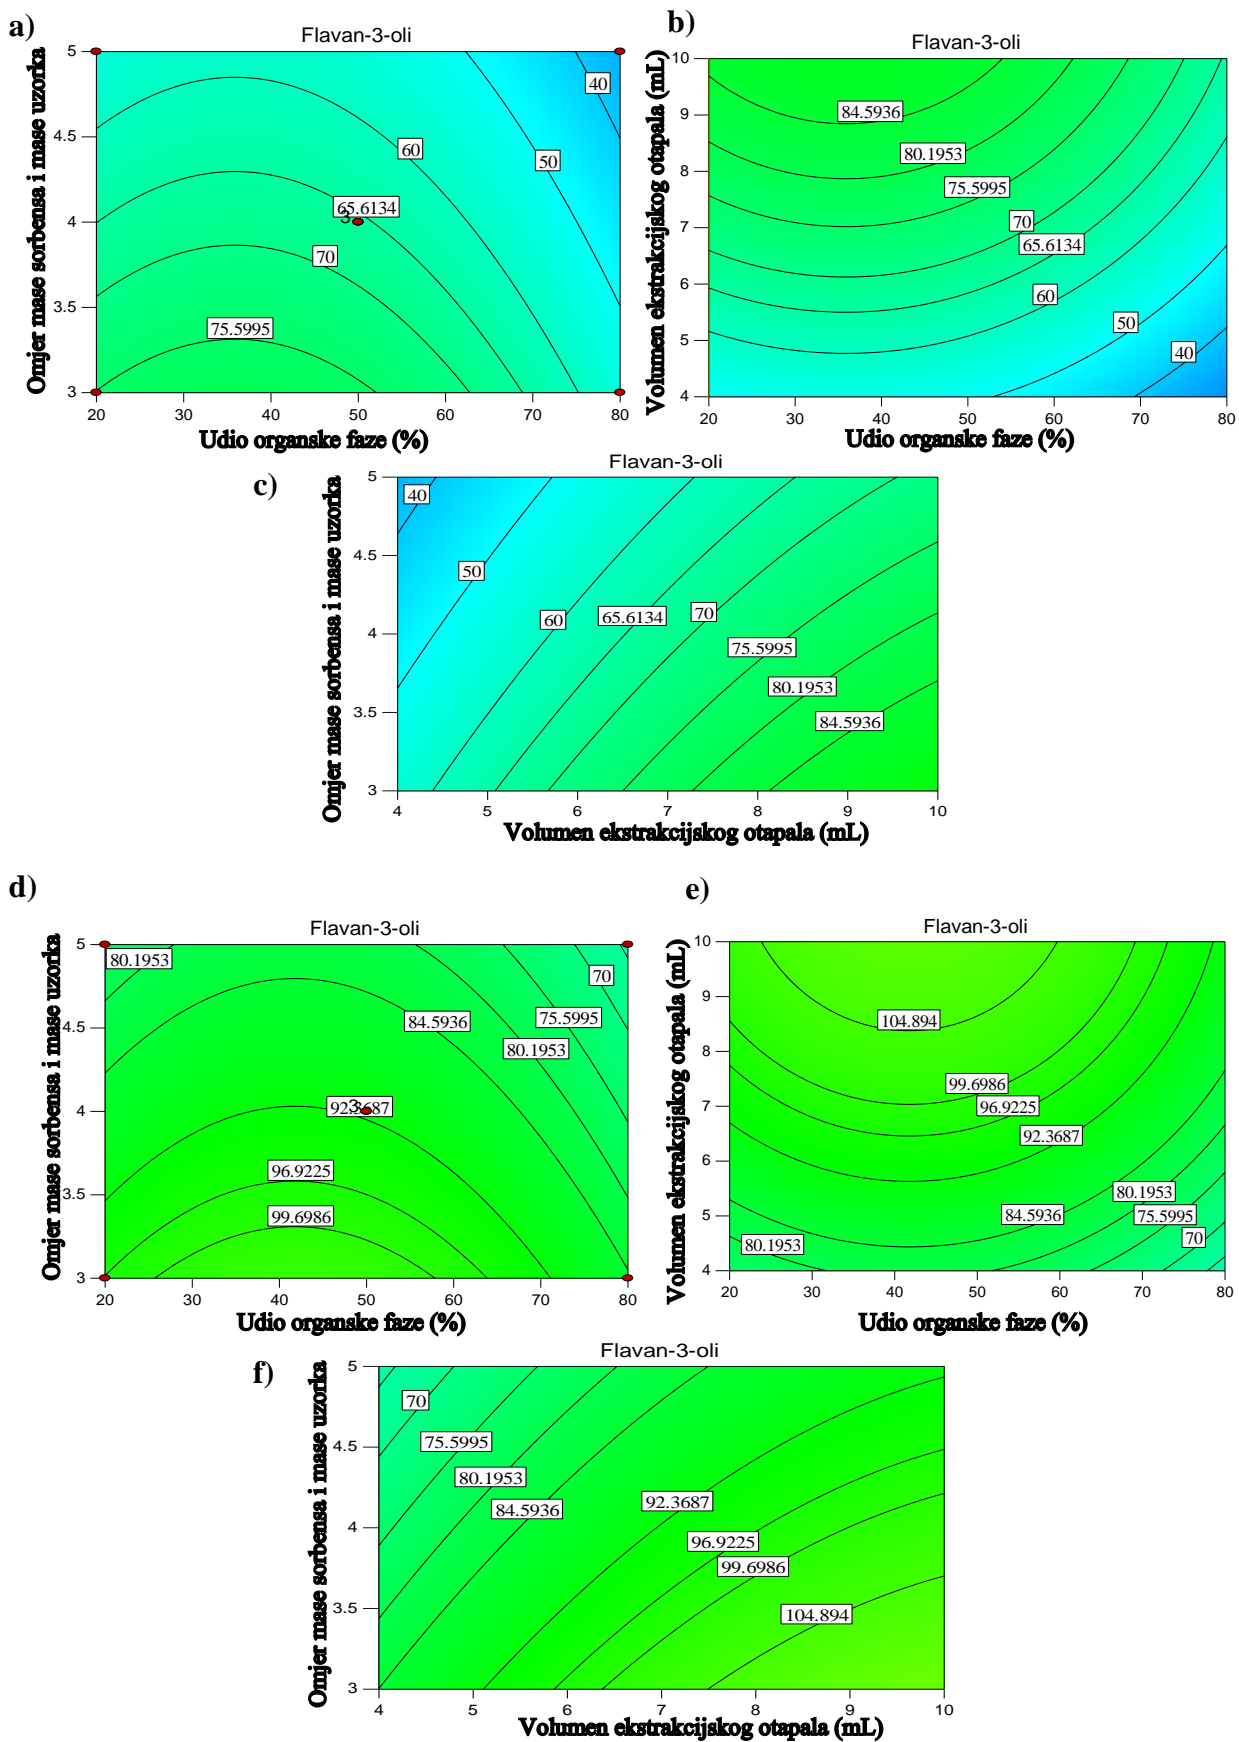 a)
Flavan-3-oli
Omjer mase sorbensa i mase uzorka
5
4.5
4
3.5
3
40
60
50
65.6134
3
70
75.5995
20 30 40 50 60 70 80
Udio organske faze (%)
b)
Flavan-3-oli
Volumen ekstrakcijskog otapala (mL)
10
9
8
7
6
5
4
84.5936
80.1953
75.5995
70
65.6134
60
50
40
20 30 40 50 60 70 80
Udio organske faze (%)
c)
Flavan-3-oli
Omjer mase sorbensa i mase uzorka
5
4.5
4
3.5
3
40
50
60
65.6134
70
75.5995
80.1953
84.5936
4 5 6 7 8 9 10
Volumen ekstrakcijskog otapala (mL)
d)
Flavan-3-oli
Omjer mase sorbensa i mase uzorka
5
4.5
4
3.5
3
80.1953
70
84.5936
75.5995
80.1953
92.3687
3
96.9225
99.6986
20 30 40 50 60 70 80
Udio organske faze (%)
e)
Flavan-3-oli
Volumen ekstrakcijskog otapala (mL)
10
9
8
7
6
5
4
104.894
99.6986
96.9225
92.3687
80.1953
84.5936
75.5995
70
80.1953
20 30 40 50 60 70 80
Udio organske faze (%)
f)
Flavan-3-oli
Omjer mase sorbensa i mase uzorka
5
4.5
4
3.5
3
70
75.5995
80.1953
84.5936
92.3687
96.9225
99.6986
104.894
4 5 6 7 8 9 10
Volumen ekstrakcijskog otapala (mL)